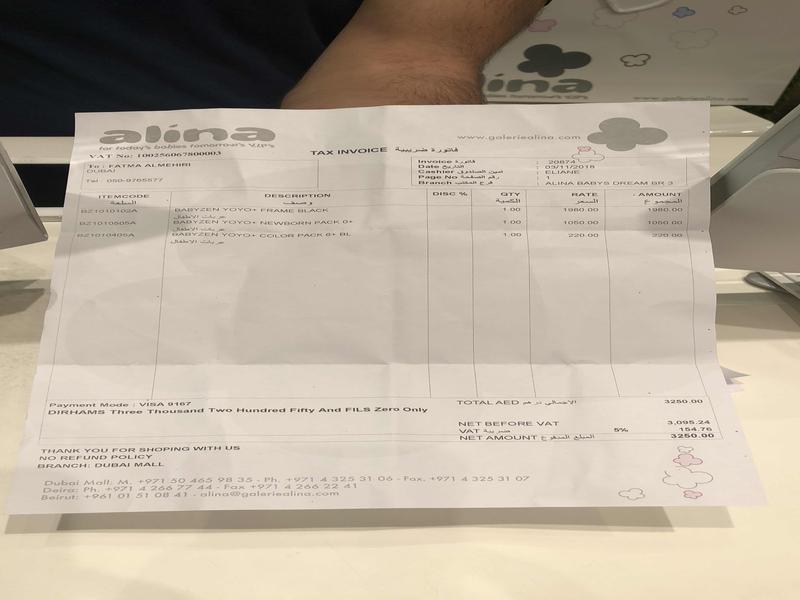 alina
alina
for today's babies tomorrow's V.I.P's
www.galeriealina.com
VAT No: 100256067800003
TAX INVOICE فاتورة ضريبية
To : FATMA ALMEHIRI
DUBAI
Tel : 050-9765577
Invoice فاتورة : 20874
Date التاريخ : 03/11/2018
Cashier امين الصندوق : ELIANE
Page No رقم الصفحة : 1
Branch فرع المكتب : ALINA BABYS DREAM BR 3
ITEMCODE DESCRIPTION DISC % QTY RATE AMOUNT
السلعة وصف الكمية السعر المجموع
BZ1010102A BABYZEN YOYO+ FRAME BLACK 1.00 1980.00 1980.00
عربات الاطفال
BZ1010505A BABYZEN YOYO+ NEWBORN PACK 0+ 1.00 1050.00 1050.00
عربات الاطفال
BZ1010405A BABYZEN YOYO+ COLOR PACK 6+ BL 1.00 220.00 220.00
عربات الاطفال
Payment Mode : VISA 9167
TOTAL AED الاجمالي درهم 3250.00
DIRHAMS Three Thousand Two Hundred Fifty And FILS Zero Only
NET BEFORE VAT 3,095.24
VAT ضريبة 5% 154.76
NET AMOUNT المبلغ المدفوع 3250.00
THANK YOU FOR SHOPING WITH US
NO REFUND POLICY
BRANCH: DUBAI MALL
Dubai Mall: M. +971 50 465 98 35 - Ph. +971 4 325 31 06 - Fax. +971 4 325 31 07
Deira: Ph. +971 4 266 77 44 - Fax +971 4 266 22 41
Beirut: +961 01 51 08 41 - alina@galeriealina.com